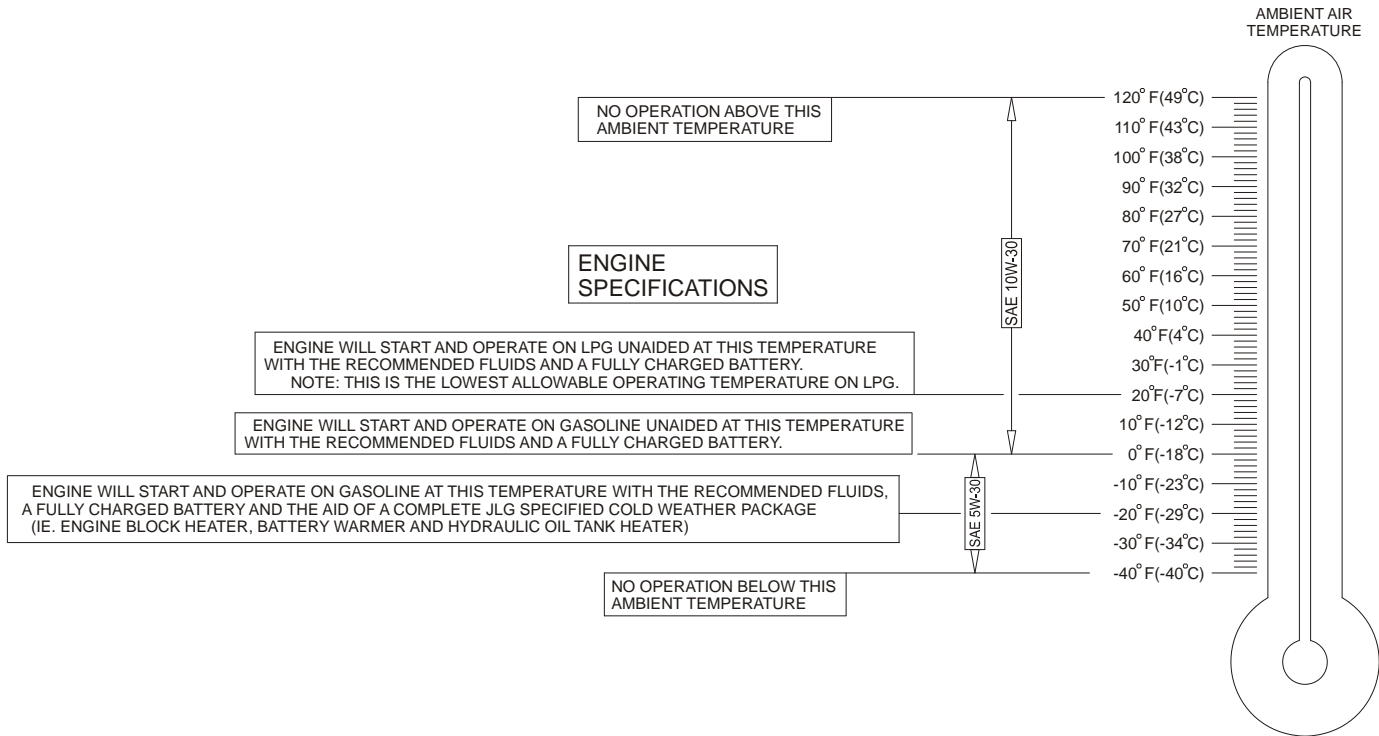 AMBIENT AIR
TEMPERATURE
120° F(49°C)
NO OPERATION ABOVE THIS
AMBIENT TEMPERATURE
110° F(43°C)
100° F(38°C)
90° F(32°C)
80° F(27°C)
70° F(21°C)
ENGINE
SPECIFICATIONS
SAE 10W-30
60° F(16°C)
50° F(10°C)
40°F(4°C)
ENGINE WILL START AND OPERATE ON LPG UNAIDED AT THIS TEMPERATURE
WITH THE RECOMMENDED FLUIDS AND A FULLY CHARGED BATTERY.
NOTE: THIS IS THE LOWEST ALLOWABLE OPERATING TEMPERATURE ON LPG.
30°F(-1°C)
20°F(-7°C)
10°F(-12°C)
ENGINE WILL START AND OPERATE ON GASOLINE UNAIDED AT THIS TEMPERATURE
WITH THE RECOMMENDED FLUIDS AND A FULLY CHARGED BATTERY.
0° F(-18°C)
-10° F(-23°C)
ENGINE WILL START AND OPERATE ON GASOLINE AT THIS TEMPERATURE WITH THE RECOMMENDED FLUIDS,
A FULLY CHARGED BATTERY AND THE AID OF A COMPLETE JLG SPECIFIED COLD WEATHER PACKAGE
(IE. ENGINE BLOCK HEATER, BATTERY WARMER AND HYDRAULIC OIL TANK HEATER)
SAE 5W-30
-20° F(-29°C)
-30° F(-34°C)
-40° F(-40°C)
NO OPERATION BELOW THIS
AMBIENT TEMPERATURE